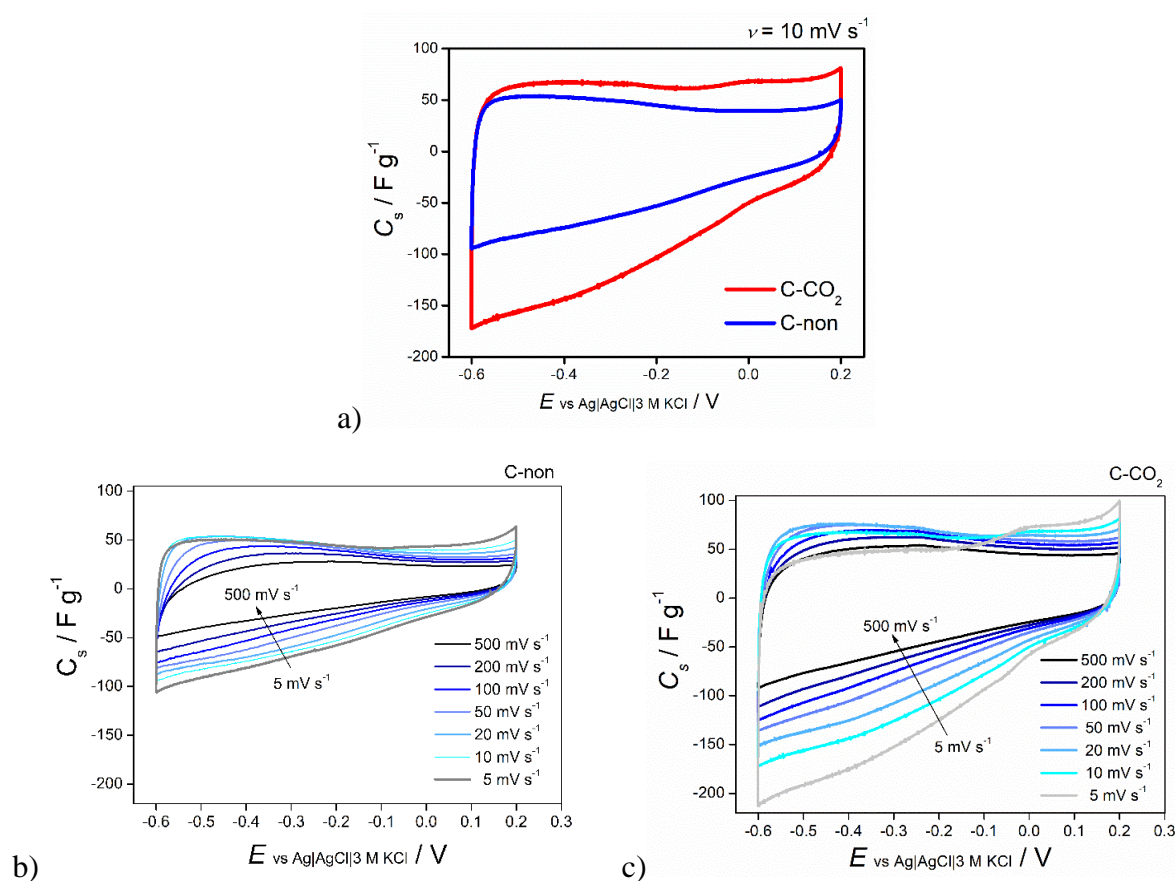 ν = 10 mV s⁻¹
100
50
0
-50
-100
-150
-200
C_s / F g⁻¹
C-CO₂
C-non
-0.6 -0.4 -0.2 0.0 0.2
E vs Ag|AgCl|3 M KCl / V
a)
C-non
100
50
0
-50
-100
-150
-200
C_s / F g⁻¹
500 mV s⁻¹
5 mV s⁻¹
500 mV s⁻¹
200 mV s⁻¹
100 mV s⁻¹
50 mV s⁻¹
20 mV s⁻¹
10 mV s⁻¹
5 mV s⁻¹
-0.6 -0.5 -0.4 -0.3 -0.2 -0.1 0.0 0.1 0.2 0.3
E vs Ag|AgCl|3 M KCl / V
b)
C-CO₂
100
50
0
-50
-100
-150
-200
C_s / F g⁻¹
500 mV s⁻¹
5 mV s⁻¹
500 mV s⁻¹
200 mV s⁻¹
100 mV s⁻¹
50 mV s⁻¹
20 mV s⁻¹
10 mV s⁻¹
5 mV s⁻¹
-0.6 -0.5 -0.4 -0.3 -0.2 -0.1 0.0 0.1 0.2 0.3
E vs Ag|AgCl|3 M KCl / V
c)